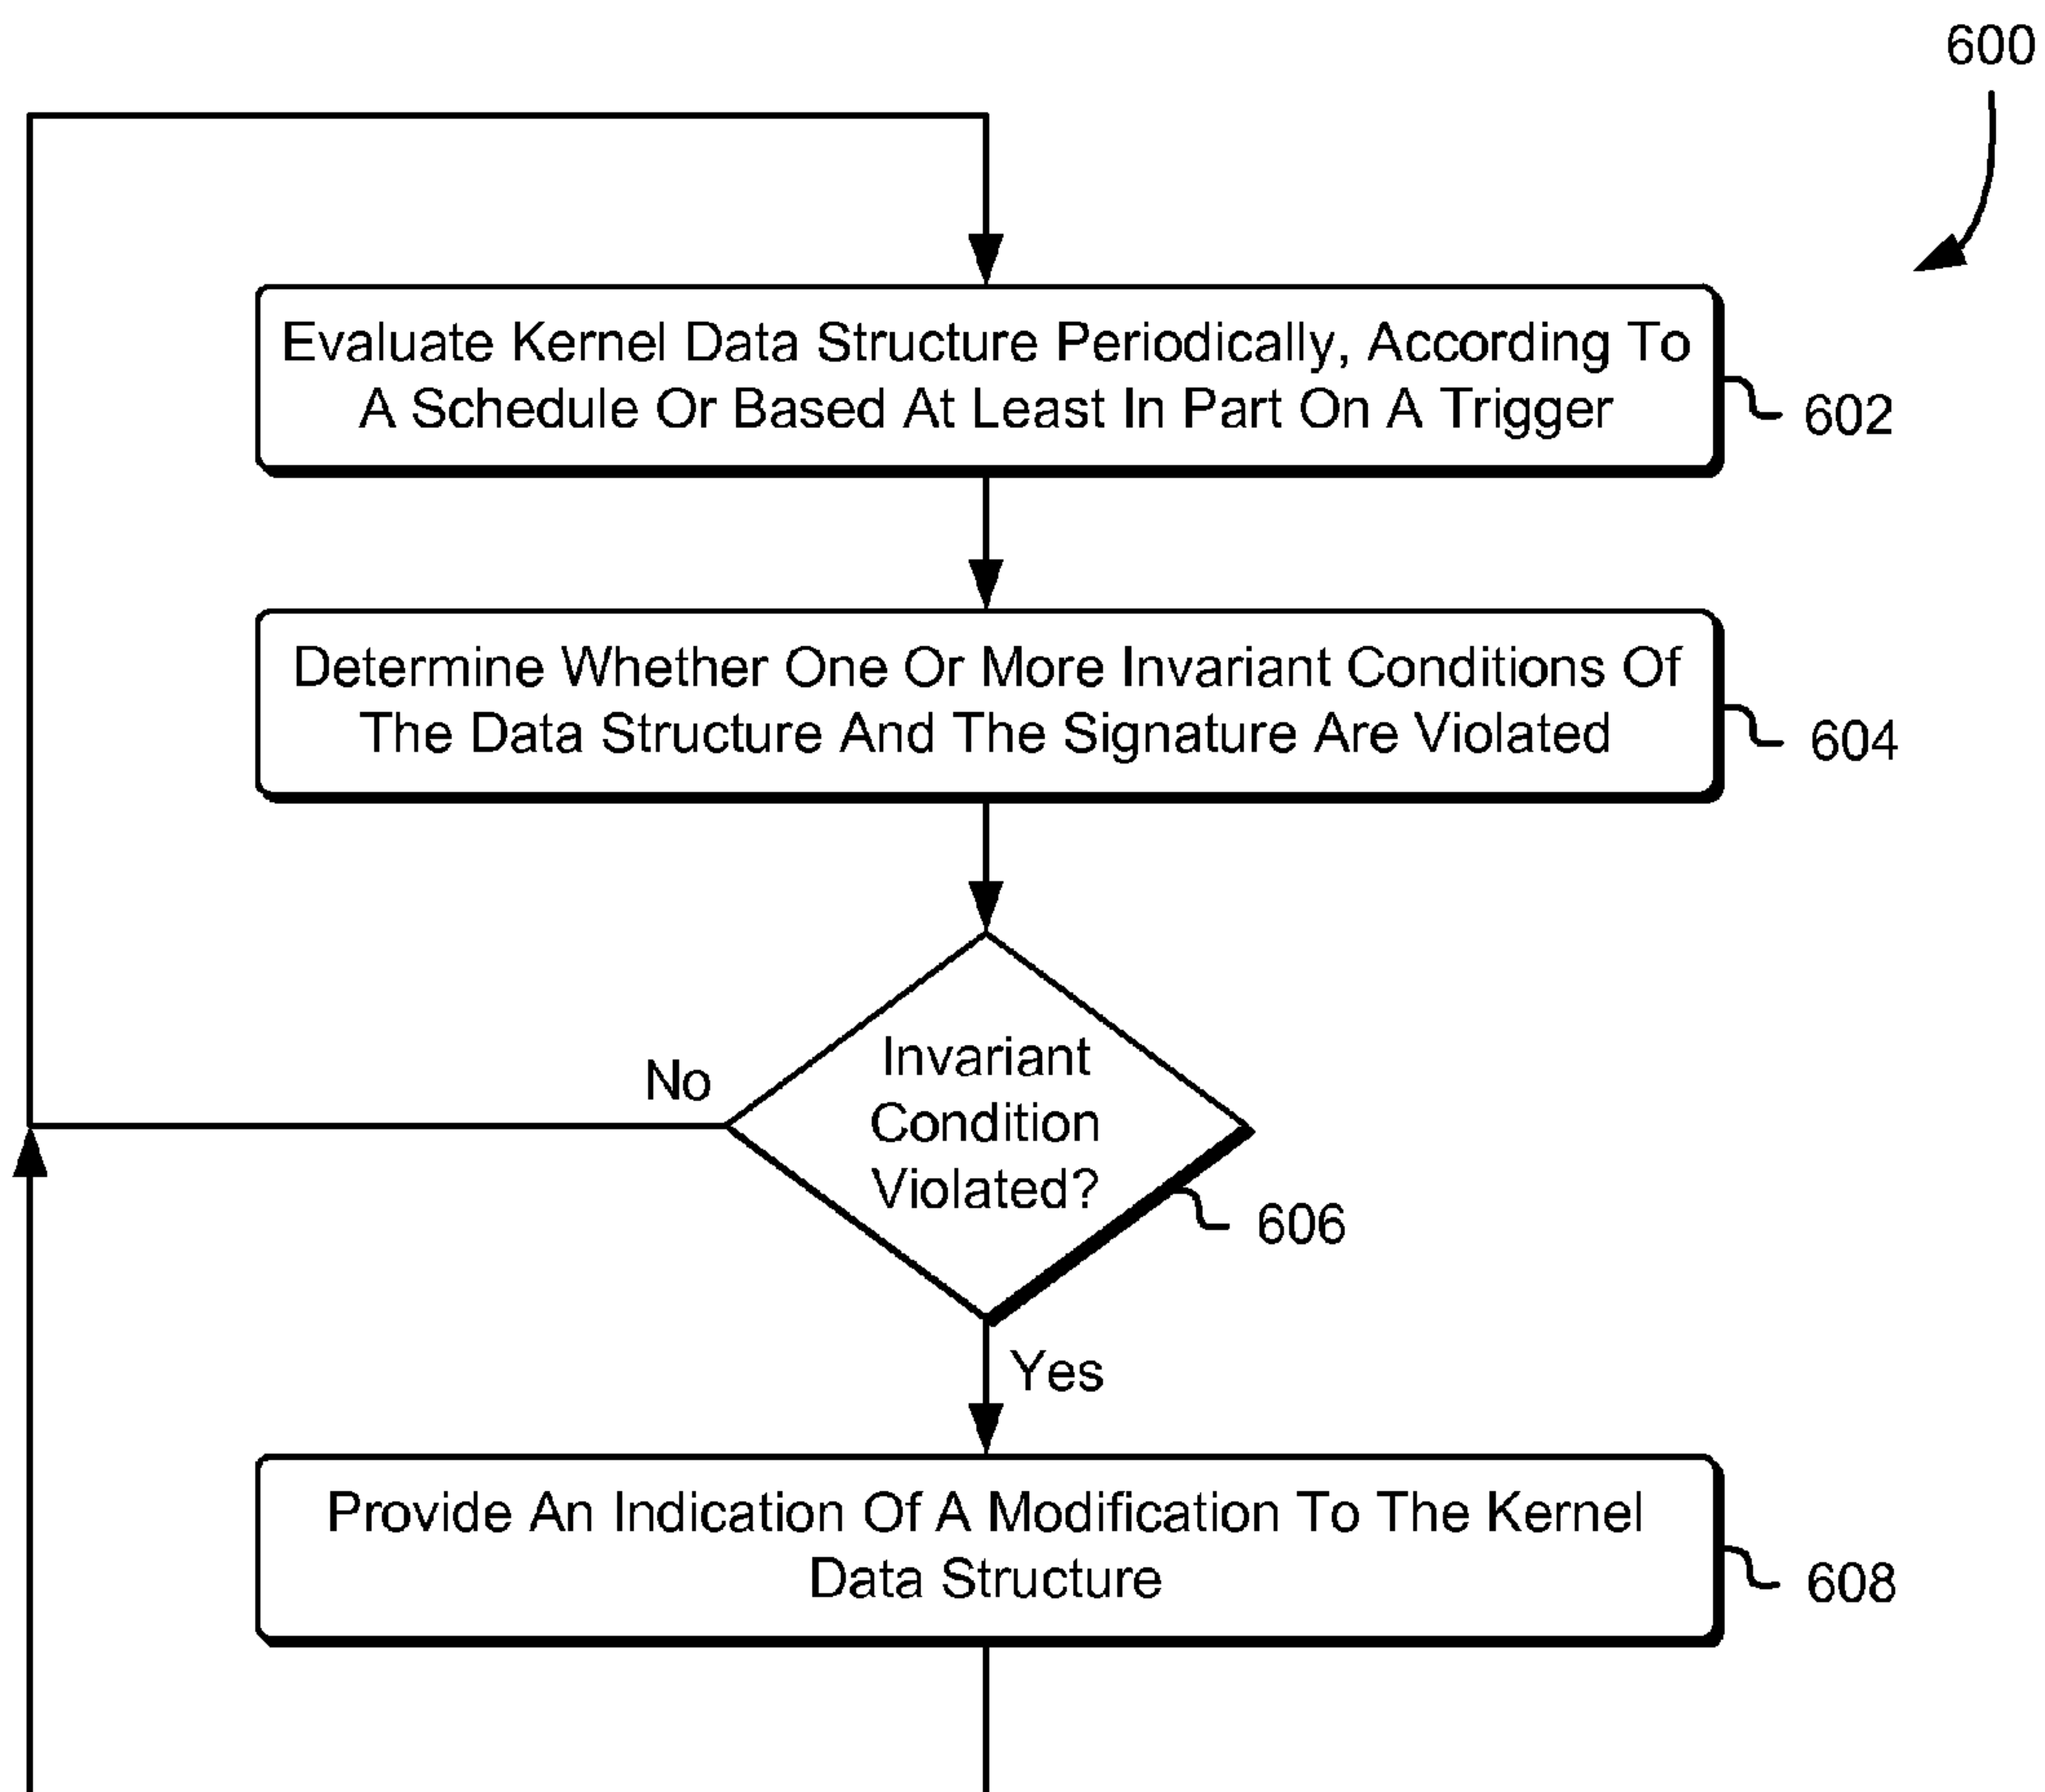 600
Evaluate Kernel Data Structure Periodically, According To
A Schedule Or Based At Least In Part On A Trigger
602
Determine Whether One Or More Invariant Conditions Of
The Data Structure And The Signature Are Violated
604
No
Invariant
Condition
Violated?
606
Yes
Provide An Indication Of A Modification To The Kernel
Data Structure
608